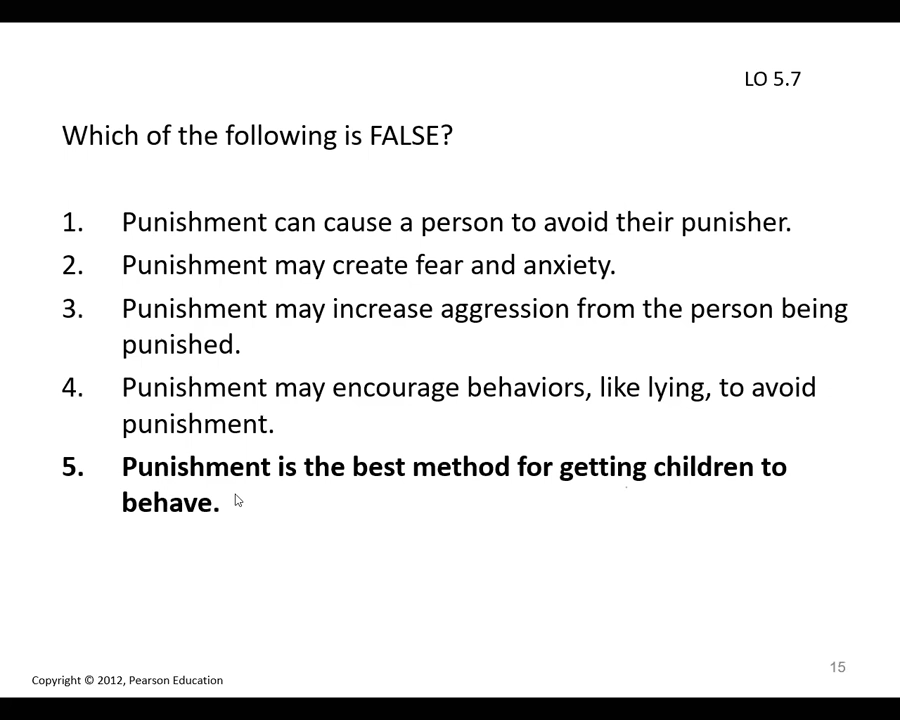 LO 5.7
Which of the following is FALSE?
1. Punishment can cause a person to avoid their punisher.
2. Punishment may create fear and anxiety.
3. Punishment may increase aggression from the person being
punished.
4. Punishment may encourage behaviors, like lying, to avoid
punishment.
5. Punishment is the best method for getting children to
behave.
15
Copyright © 2012, Pearson Education